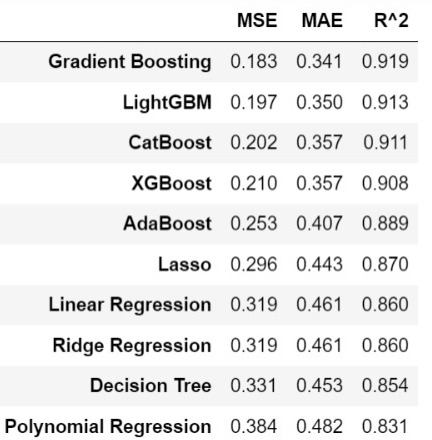 MSE MAE R^2
Gradient Boosting 0.183 0.341 0.919
LightGBM 0.197 0.350 0.913
CatBoost 0.202 0.357 0.911
XGBoost 0.210 0.357 0.908
AdaBoost 0.253 0.407 0.889
Lasso 0.296 0.443 0.870
Linear Regression 0.319 0.461 0.860
Ridge Regression 0.319 0.461 0.860
Decision Tree 0.331 0.453 0.854
Polynomial Regression 0.384 0.482 0.831